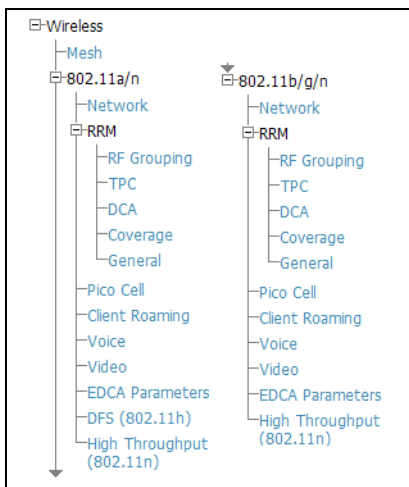 Wireless
Mesh
802.11a/n
Network
RRM
RF Grouping
TPC
DCA
Coverage
General
Pico Cell
Client Roaming
Voice
Video
EDCA Parameters
DFS (802.11h)
High Throughput
(802.11n)
802.11b/g/n
Network
RRM
RF Grouping
TPC
DCA
Coverage
General
Pico Cell
Client Roaming
Voice
Video
EDCA Parameters
High Throughput
(802.11n)